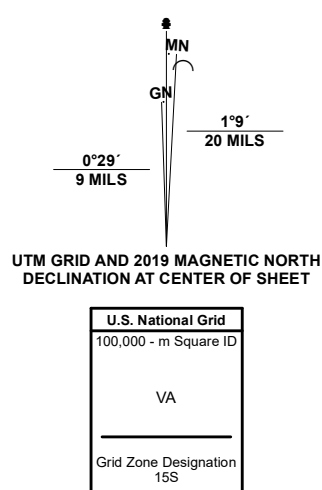 MN
GN
1°9´
20 MILS
0°29´
9 MILS
UTM GRID AND 2019 MAGNETIC NORTH
DECLINATION AT CENTER OF SHEET
U.S. National Grid
100,000 - m Square ID
VA
Grid Zone Designation
15S